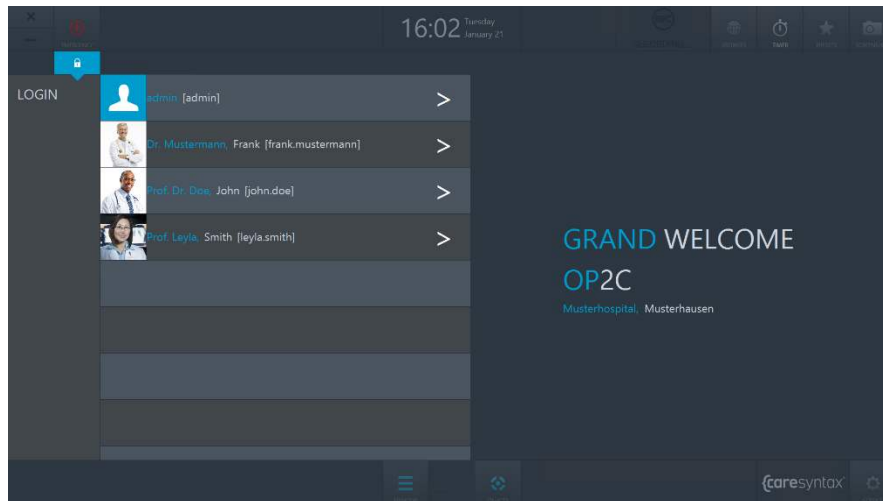 16:02 Tuesday
January 21
TIMER
LOGIN
admin [admin]
Dr. Mustermann, Frank [frank.mustermann]
Prof. Dr. Doe, John [john.doe]
Prof. Leyla, Smith [leyla.smith]
GRAND WELCOME
OP2C
Musterhospital, Musterhausen
{caresyntax